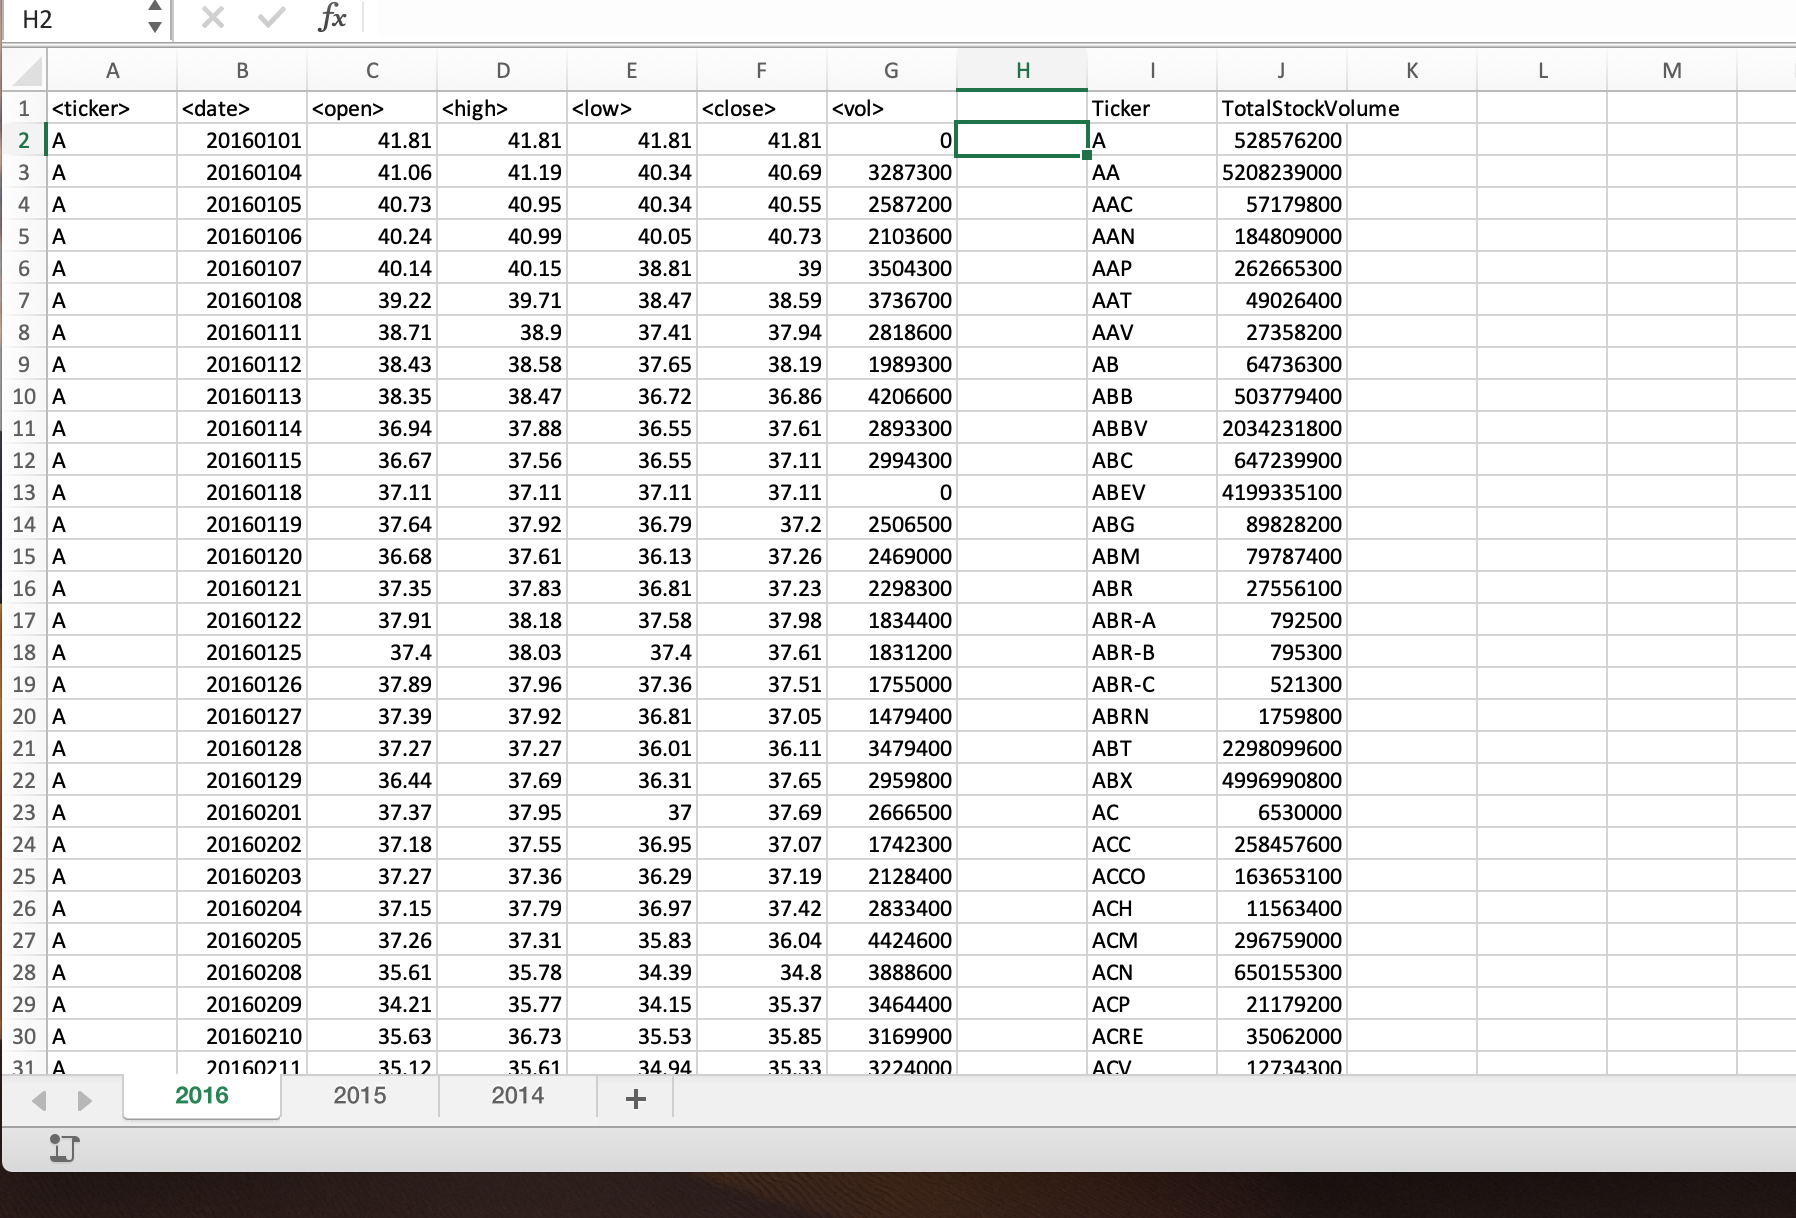 H2 fx
A B C D E F G H I J K L M
1 <ticker> <date> <open> <high> <low> <close> <vol> Ticker TotalStockVolume
2 A 20160101 41.81 41.81 41.81 41.81 0 A 528576200
3 A 20160104 41.06 41.19 40.34 40.69 3287300 AA 5208239000
4 A 20160105 40.73 40.95 40.34 40.55 2587200 AAC 57179800
5 A 20160106 40.24 40.99 40.05 40.73 2103600 AAN 184809000
6 A 20160107 40.14 40.15 38.81 39 3504300 AAP 262665300
7 A 20160108 39.22 39.71 38.47 38.59 3736700 AAT 49026400
8 A 20160111 38.71 38.9 37.41 37.94 2818600 AAV 27358200
9 A 20160112 38.43 38.58 37.65 38.19 1989300 AB 64736300
10 A 20160113 38.35 38.47 36.72 36.86 4206600 ABB 503779400
11 A 20160114 36.94 37.88 36.55 37.61 2893300 ABBV 2034231800
12 A 20160115 36.67 37.56 36.55 37.11 2994300 ABC 647239900
13 A 20160118 37.11 37.11 37.11 37.11 0 ABEV 4199335100
14 A 20160119 37.64 37.92 36.79 37.2 2506500 ABG 89828200
15 A 20160120 36.68 37.61 36.13 37.26 2469000 ABM 79787400
16 A 20160121 37.35 37.83 36.81 37.23 2298300 ABR 27556100
17 A 20160122 37.91 38.18 37.58 37.98 1834400 ABR-A 792500
18 A 20160125 37.4 38.03 37.4 37.61 1831200 ABR-B 795300
19 A 20160126 37.89 37.96 37.36 37.51 1755000 ABR-C 521300
20 A 20160127 37.39 37.92 36.81 37.05 1479400 ABRN 1759800
21 A 20160128 37.27 37.27 36.01 36.11 3479400 ABT 2298099600
22 A 20160129 36.44 37.69 36.31 37.65 2959800 ABX 4996990800
23 A 20160201 37.37 37.95 37 37.69 2666500 AC 6530000
24 A 20160202 37.18 37.55 36.95 37.07 1742300 ACC 258457600
25 A 20160203 37.27 37.36 36.29 37.19 2128400 ACCO 163653100
26 A 20160204 37.15 37.79 36.97 37.42 2833400 ACH 11563400
27 A 20160205 37.26 37.31 35.83 36.04 4424600 ACM 296759000
28 A 20160208 35.61 35.78 34.39 34.8 3888600 ACN 650155300
29 A 20160209 34.21 35.77 34.15 35.37 3464400 ACP 21179200
30 A 20160210 35.63 36.73 35.53 35.85 3169900 ACRE 35062000
31 A 20160211 35.12 35.61 34.94 35.33 3224000 ACV 12734300
2016 2015 2014 +